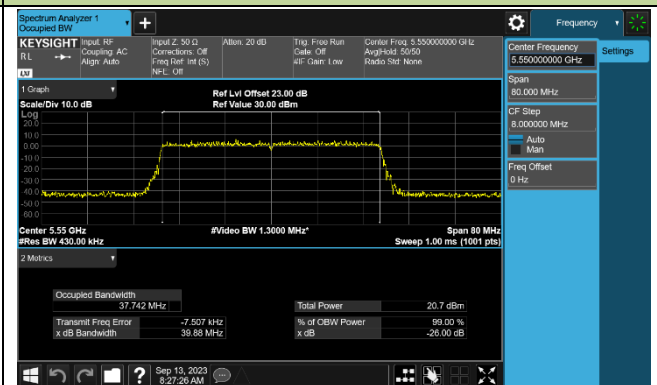 Spectrum Analyzer 1
Occupied BW
+
Frequency
KEYSIGHT
RL
LXI
Input: RF
Coupling: AC
Align: Auto
Input Z: 50 Ω
Corrections: Off
Freq Ref: Int (S)
NFE: Off
Atten: 20 dB
Trig: Free Run
Gate: Off
#IF Gain: Low
Center Freq: 5.550000000 GHz
Avg|Hold: 50/50
Radio Std: None
Center Frequency
5.550000000 GHz
Settings
Span
80.000 MHz
CF Step
8.000000 MHz
Auto
Man
Freq Offset
0 Hz
1 Graph
Scale/Div 10.0 dB
Ref Lvl Offset 23.00 dB
Ref Value 30.00 dBm
Log
20.0
10.0
0.00
-10.0
-20.0
-30.0
-40.0
-50.0
-60.0
Center 5.55 GHz
#Video BW 1.3000 MHz*
Span 80 MHz
#Res BW 430.00 kHz
Sweep 1.00 ms (1001 pts)
2 Metrics
Occupied Bandwidth
37.742 MHz
Total Power 20.7 dBm
Transmit Freq Error -7.507 kHz
% of OBW Power 99.00 %
x dB Bandwidth 39.88 MHz
x dB -26.00 dB
?
Sep 13, 2023
8:27:26 AM